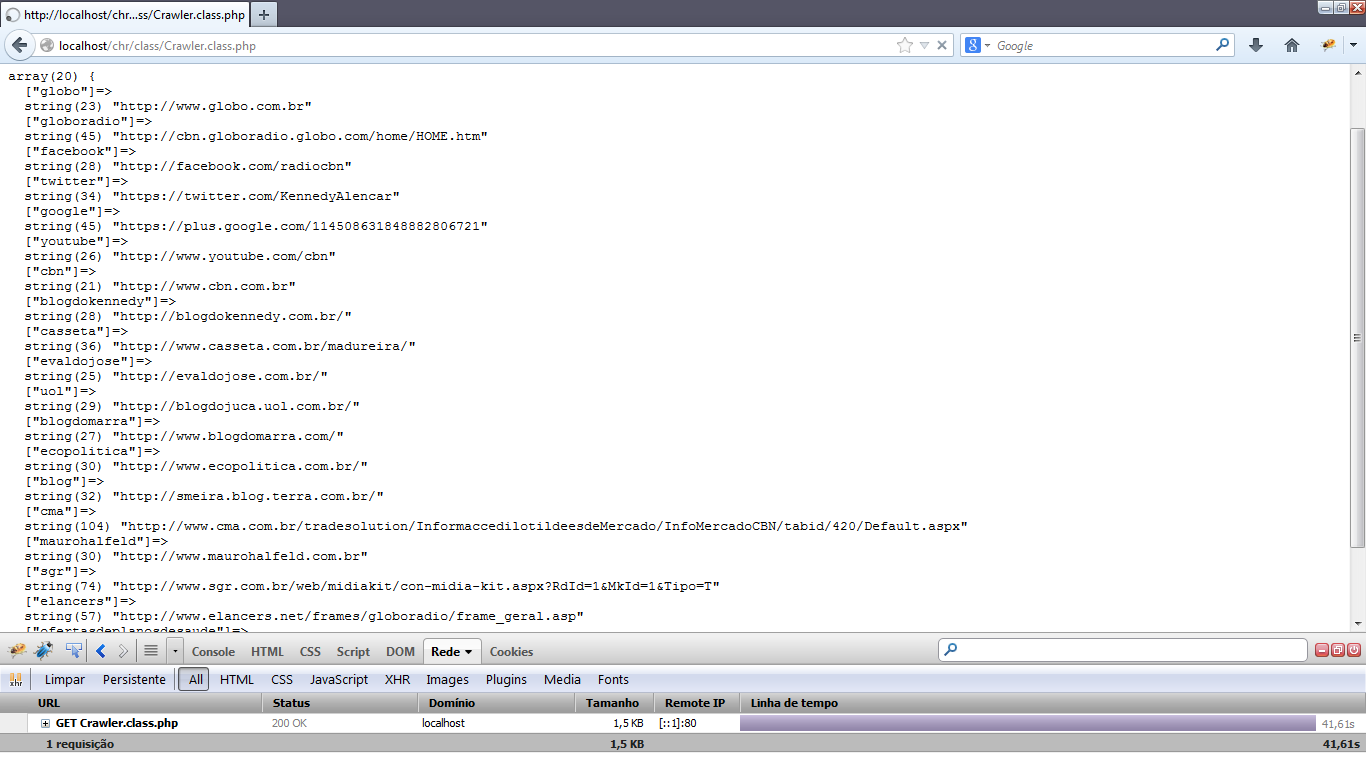 http://localhost/chr...ss/Crawler.class.php
localhost/chr/class/Crawler.class.php
Google
array(20) {
["globo"]=>
string(23) "http://www.globo.com.br"
["globoradio"]=>
string(45) "http://cbn.globoradio.globo.com/home/HOME.htm"
["facebook"]=>
string(28) "http://facebook.com/radiocbn"
["twitter"]=>
string(34) "https://twitter.com/KennedyAlencar"
["google"]=>
string(45) "https://plus.google.com/114508631848882806721"
["youtube"]=>
string(26) "http://www.youtube.com/cbn"
["cbn"]=>
string(21) "http://www.cbn.com.br"
["blogdokennedy"]=>
string(28) "http://blogdokennedy.com.br/"
["casseta"]=>
string(36) "http://www.casseta.com.br/madureira/"
["evaldojose"]=>
string(25) "http://evaldojose.com.br/"
["uol"]=>
string(29) "http://blogdojuca.uol.com.br/"
["blogdomarra"]=>
string(27) "http://www.blogdomarra.com/"
["ecopolitica"]=>
string(30) "http://www.ecopolitica.com.br/"
["blog"]=>
string(32) "http://smeira.blog.terra.com.br/"
["cma"]=>
string(104) "http://www.cma.com.br/tradesolution/InformaccedilotildeesdeMercado/InfoMercadoCBN/tabid/420/Default.aspx"
["maurohalfeld"]=>
string(30) "http://www.maurohalfeld.com.br"
["sgr"]=>
string(74) "http://www.sgr.com.br/web/midiakit/con-midia-kit.aspx?RdId=1&MkId=1&Tipo=T"
["elancers"]=>
string(57) "http://www.elancers.net/frames/globoradio/frame_geral.asp"
["ofertasdeplanosdesaude"]=>
Console HTML CSS Script DOM Rede Cookies
xhr Limpar Persistente All HTML CSS JavaScript XHR Images Plugins Media Fonts
URL Status Domínio Tamanho Remote IP Linha de tempo
GET Crawler.class.php 200 OK localhost 1,5 KB [::1]:80 41,61s
1 requisição 1,5 KB 41,61s